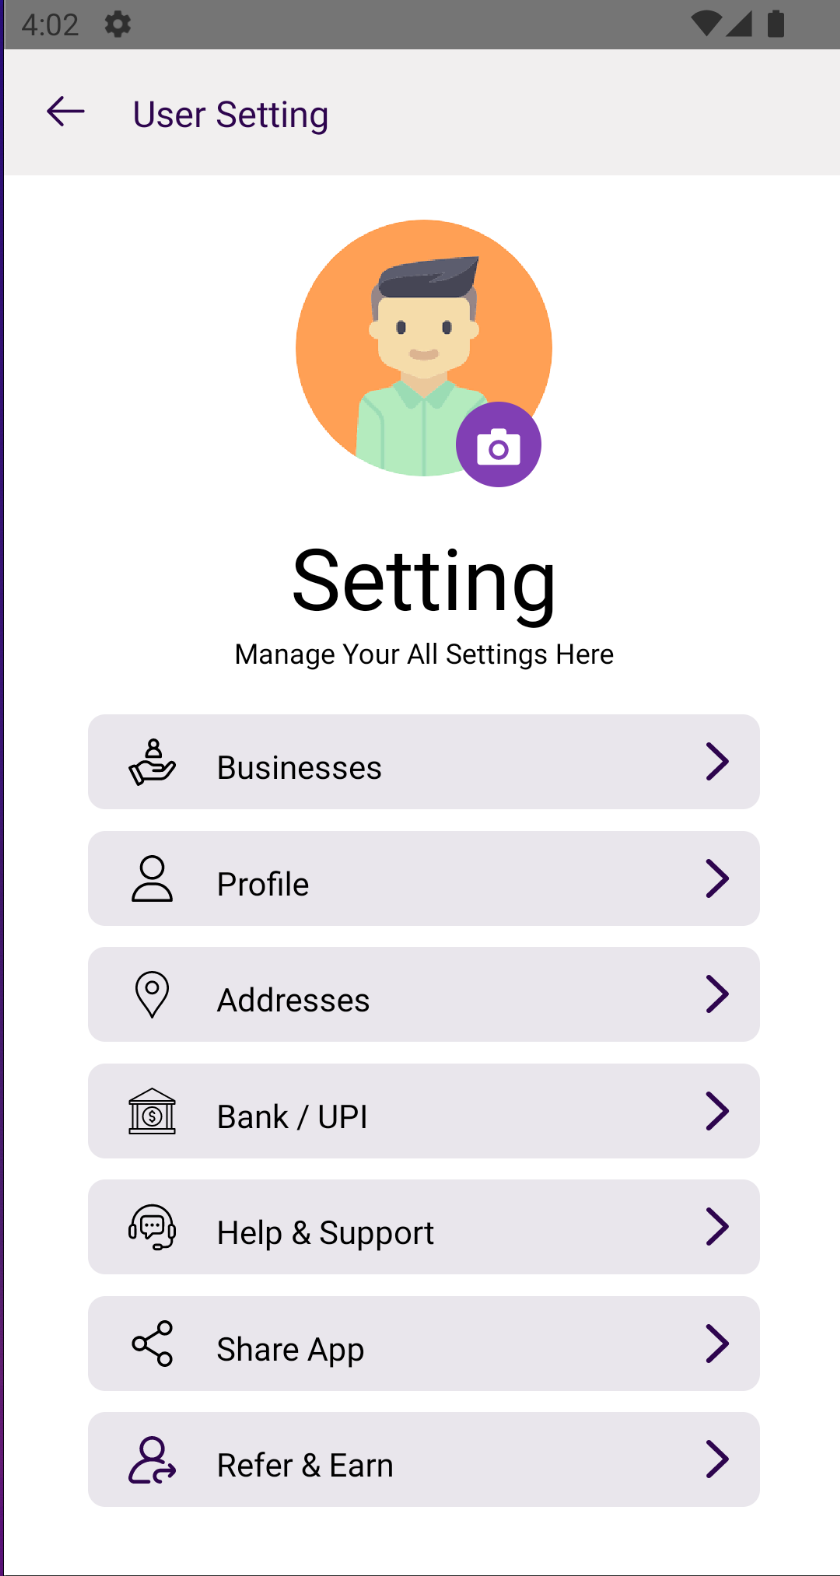 4:02
User Setting
Setting
Manage Your All Settings Here
Businesses
Profile
Addresses
Bank / UPI
Help & Support
Share App
Refer & Earn